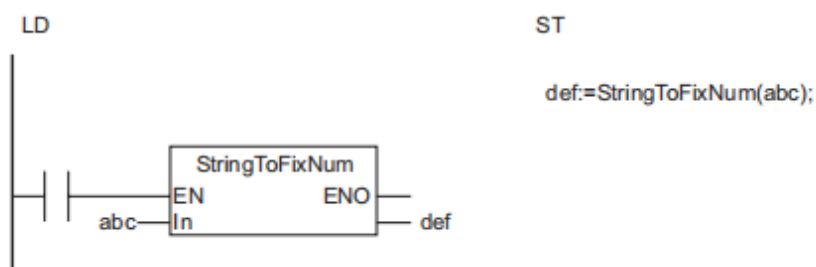 LD
ST
def:=StringToFixNum(abc);
StringToFixNum
EN ENO
abc In def